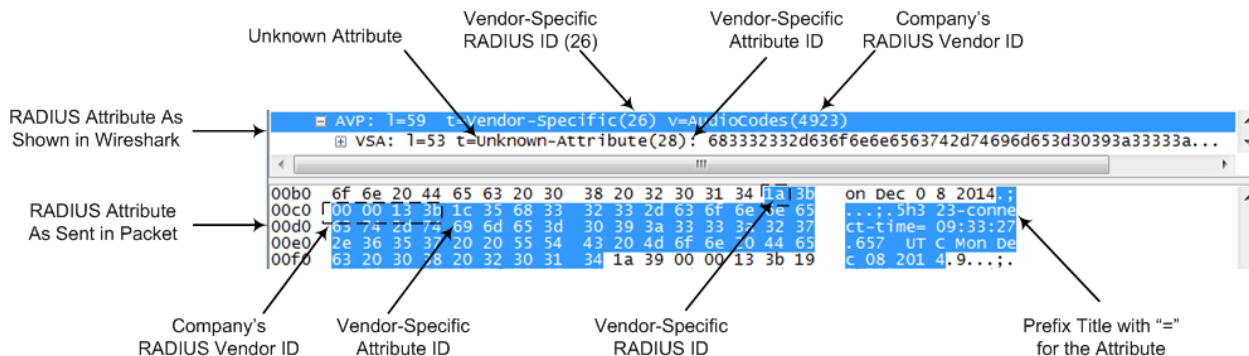 Unknown Attribute
Vendor-Specific
RADIUS ID (26)
Vendor-Specific
Attribute ID
Company's
RADIUS Vendor ID
RADIUS Attribute As
Shown in Wireshark
AVP: l=59 t=Vendor-Specific(26) v=AudioCodes(4923)
VSA: l=53 t=Unknown-Attribute(28): 683332332d636f6e6e6563742d74696d653d30393a33333a...
RADIUS Attribute
As Sent in Packet
00b0 6f 6e 20 44 65 63 20 30 38 20 32 30 31 34 1a 3b on Dec 0 8 2014.;
00c0 00 00 13 3b 1c 35 68 33 32 33 2d 63 6f 6e 6e 65 ...;.5h3 23-conne
00d0 63 74 2d 74 69 6d 65 3d 30 39 3a 33 33 3a 32 37 ct-time= 09:33:27
00e0 2e 36 35 37 20 20 55 54 43 20 4d 6f 6e 20 44 65 .657 UT C Mon De
00f0 63 20 30 38 20 32 30 31 34 1a 39 00 00 13 3b 19 c 08 201 4.9...;.
Company's
RADIUS Vendor ID
Vendor-Specific
Attribute ID
Vendor-Specific
RADIUS ID
Prefix Title with “=”
for the Attribute